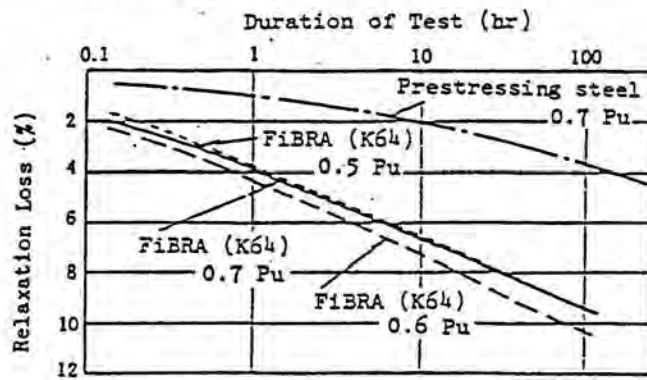 Duration of Test (hr)
0.1 1 10 100
Prestressing steel
0.7 Pu
FiBRA (K64)
0.5 Pu
FiBRA (K64)
0.7 Pu
FiBRA (K64)
0.6 Pu
Relaxation Loss (%)
2
4
6
8
10
12